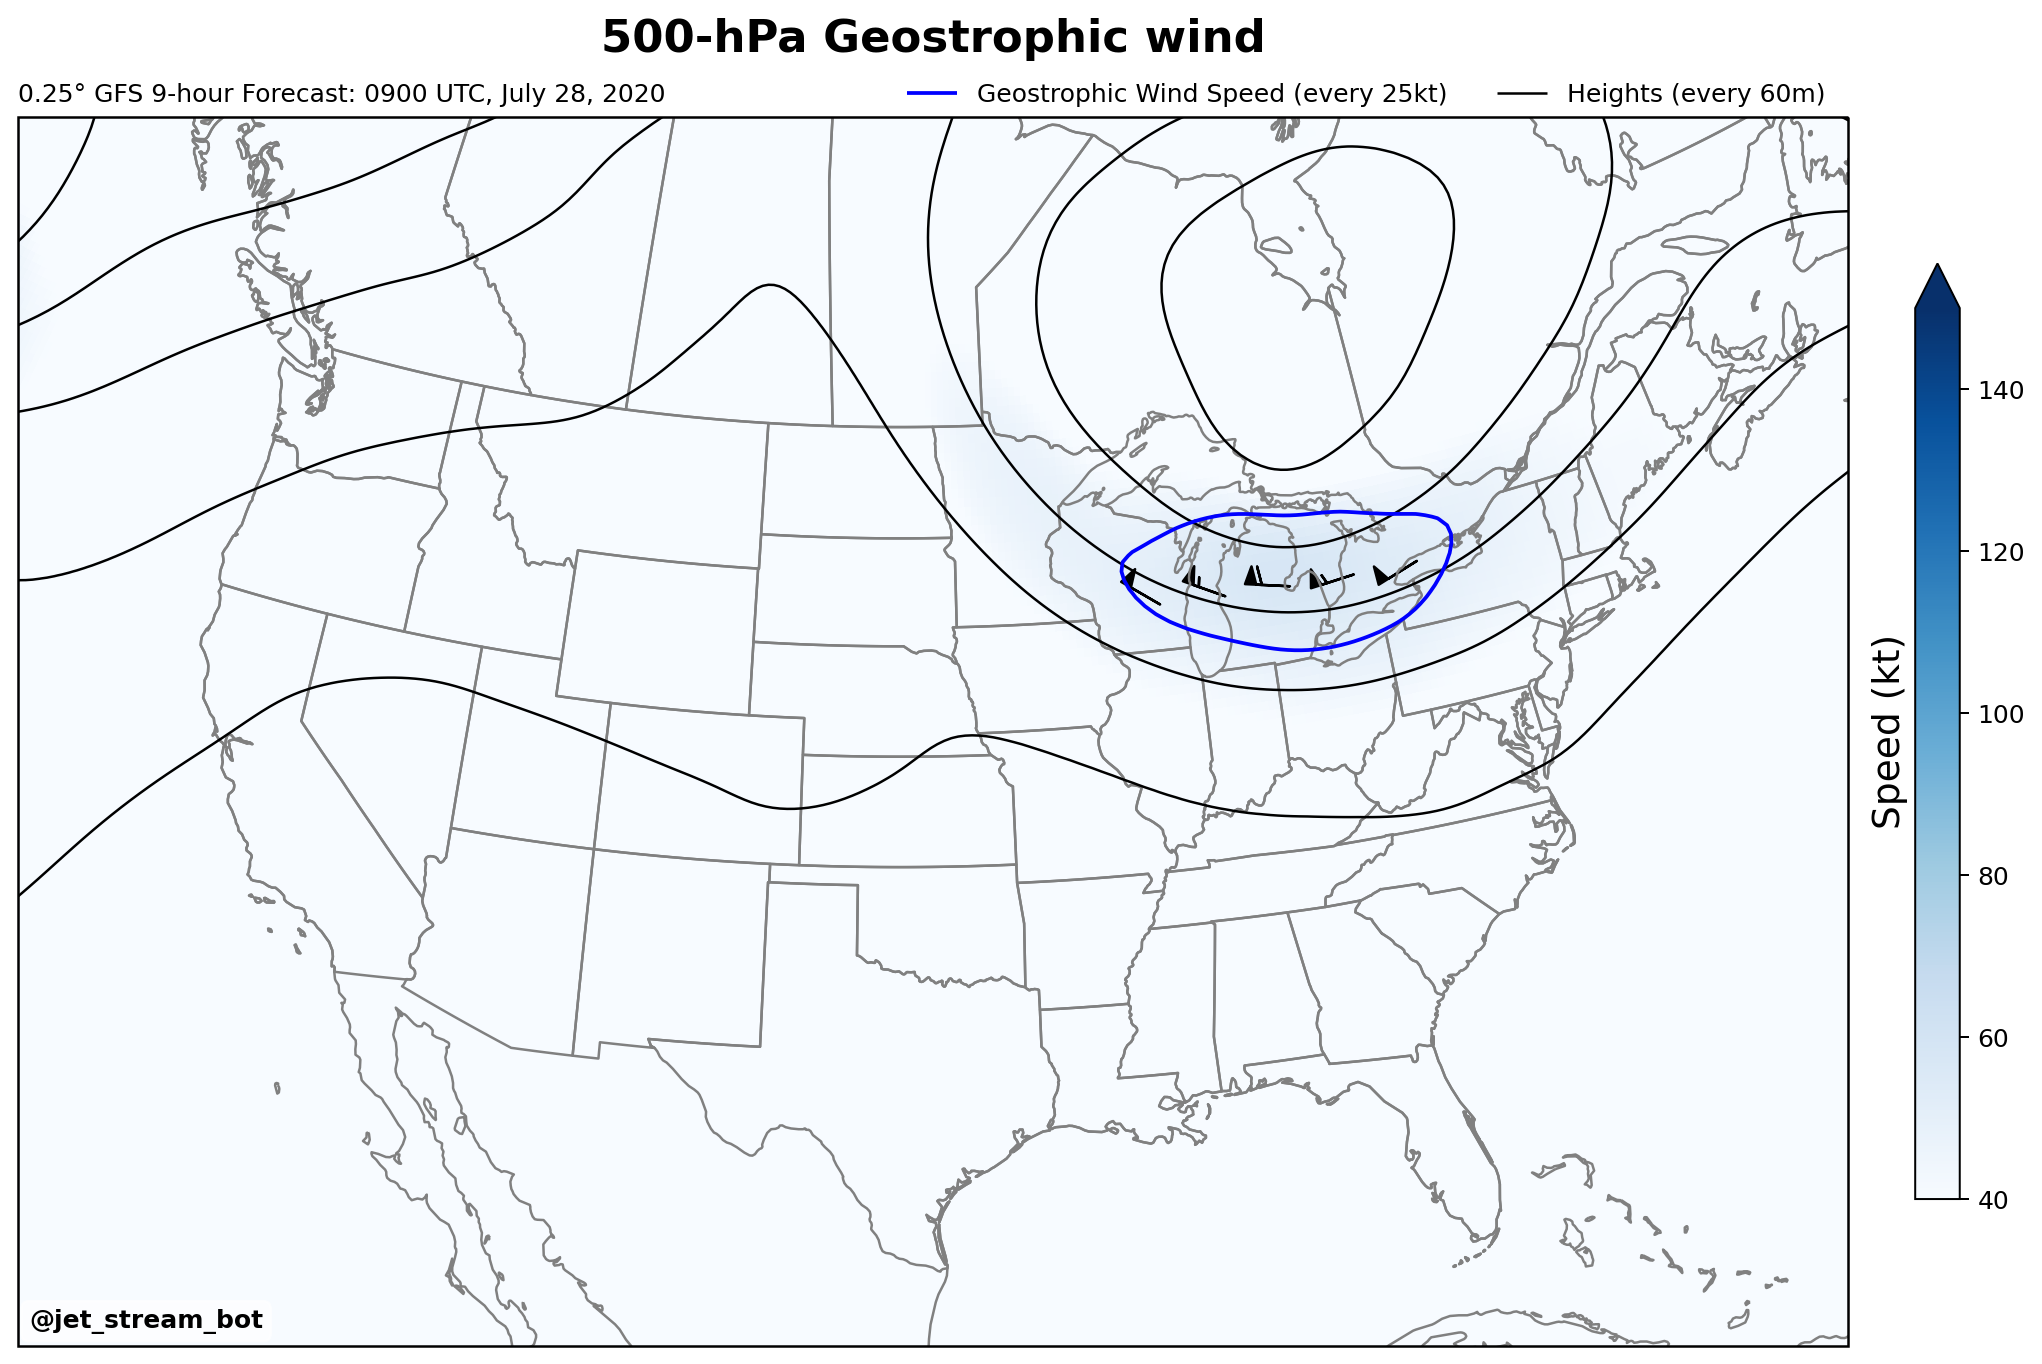 500-hPa Geostrophic wind
0.25° GFS 9-hour Forecast: 0900 UTC, July 28, 2020
Geostrophic Wind Speed (every 25kt)
Heights (every 60m)
140
120
100
80
60
40
Speed (kt)
@jet_stream_bot